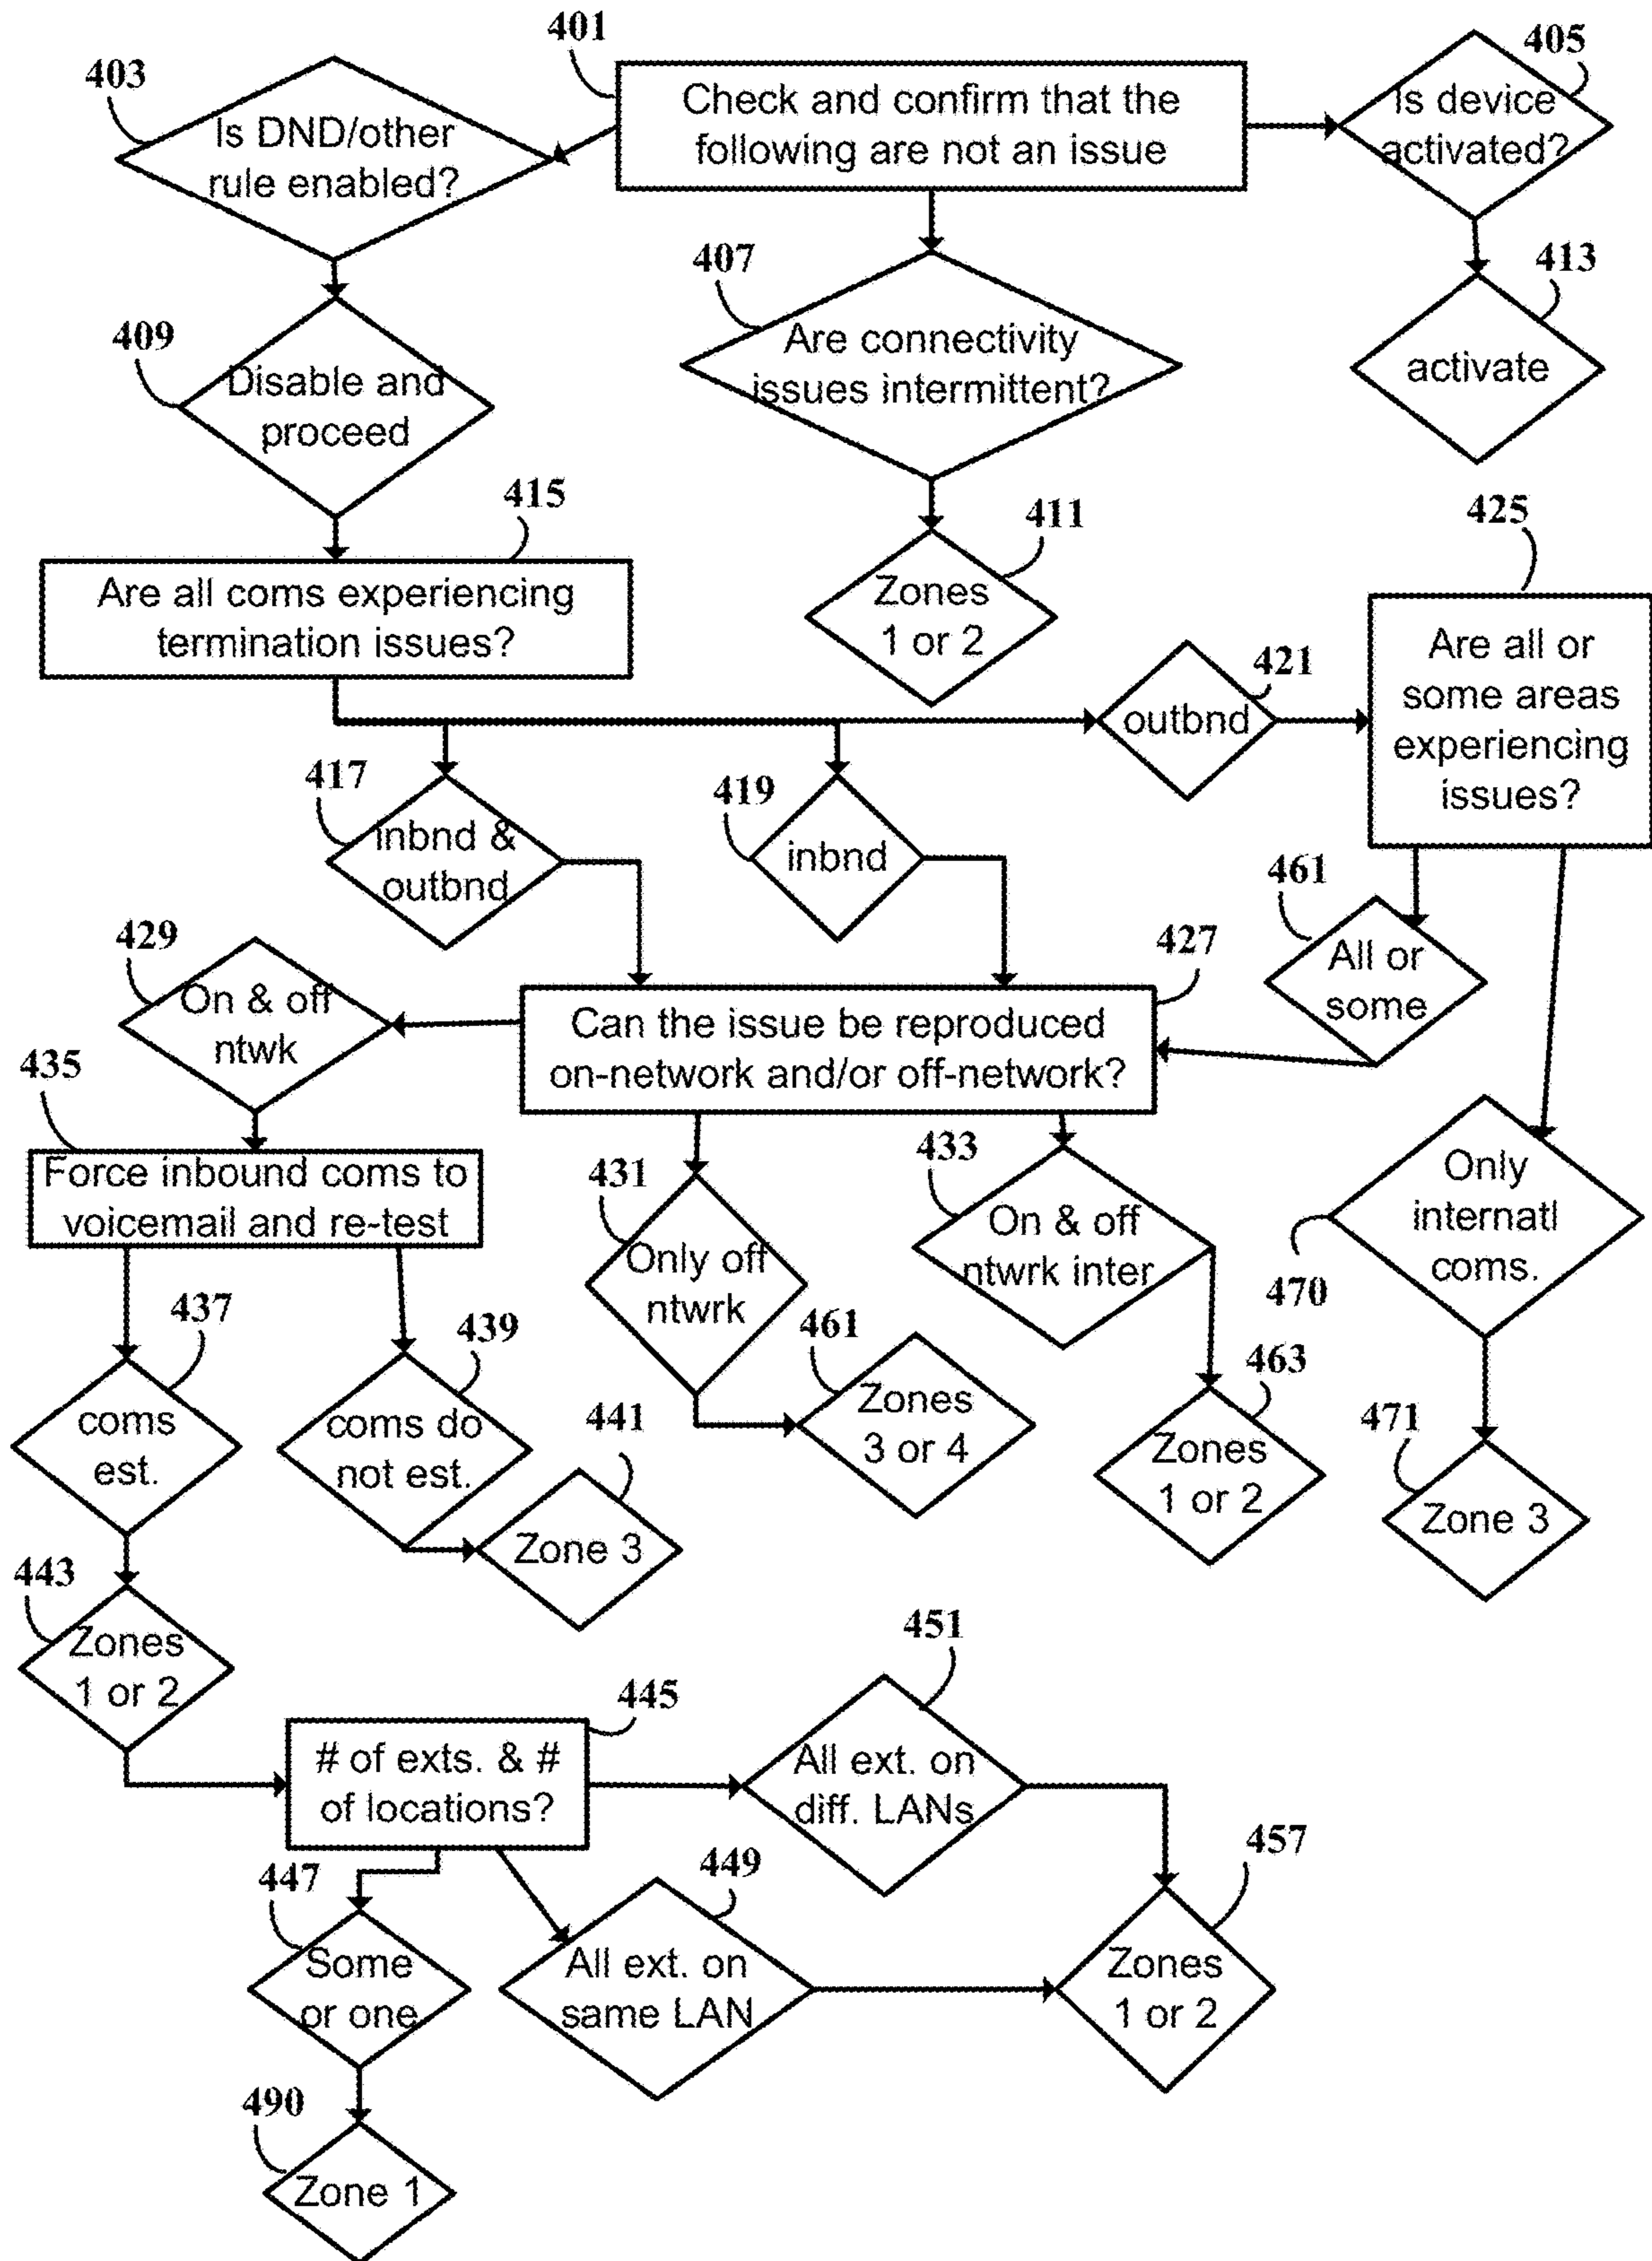 401
Check and confirm that the
following are not an issue
403
Is DND/other
rule enabled?
405
Is device
activated?
407
Are connectivity
issues intermittent?
413
activate
409
Disable and
proceed
411
Zones
1 or 2
415
Are all coms experiencing
termination issues?
421
outbnd
425
Are all or
some areas
experiencing
issues?
417
inbnd &
outbnd
419
inbnd
461
All or
some
427
Can the issue be reproduced
on-network and/or off-network?
429
On & off
ntwk
435
Force inbound coms to
voicemail and re-test
431
Only off
ntwrk
433
On & off
ntwrk inter
470
Only
internatl
coms.
437
coms
est.
439
coms do
not est.
441
Zone 3
461
Zones
3 or 4
463
Zones
1 or 2
471
Zone 3
443
Zones
1 or 2
445
# of exts. & #
of locations?
451
All ext. on
diff. LANs
447
Some
or one
449
All ext. on
same LAN
457
Zones
1 or 2
490
Zone 1